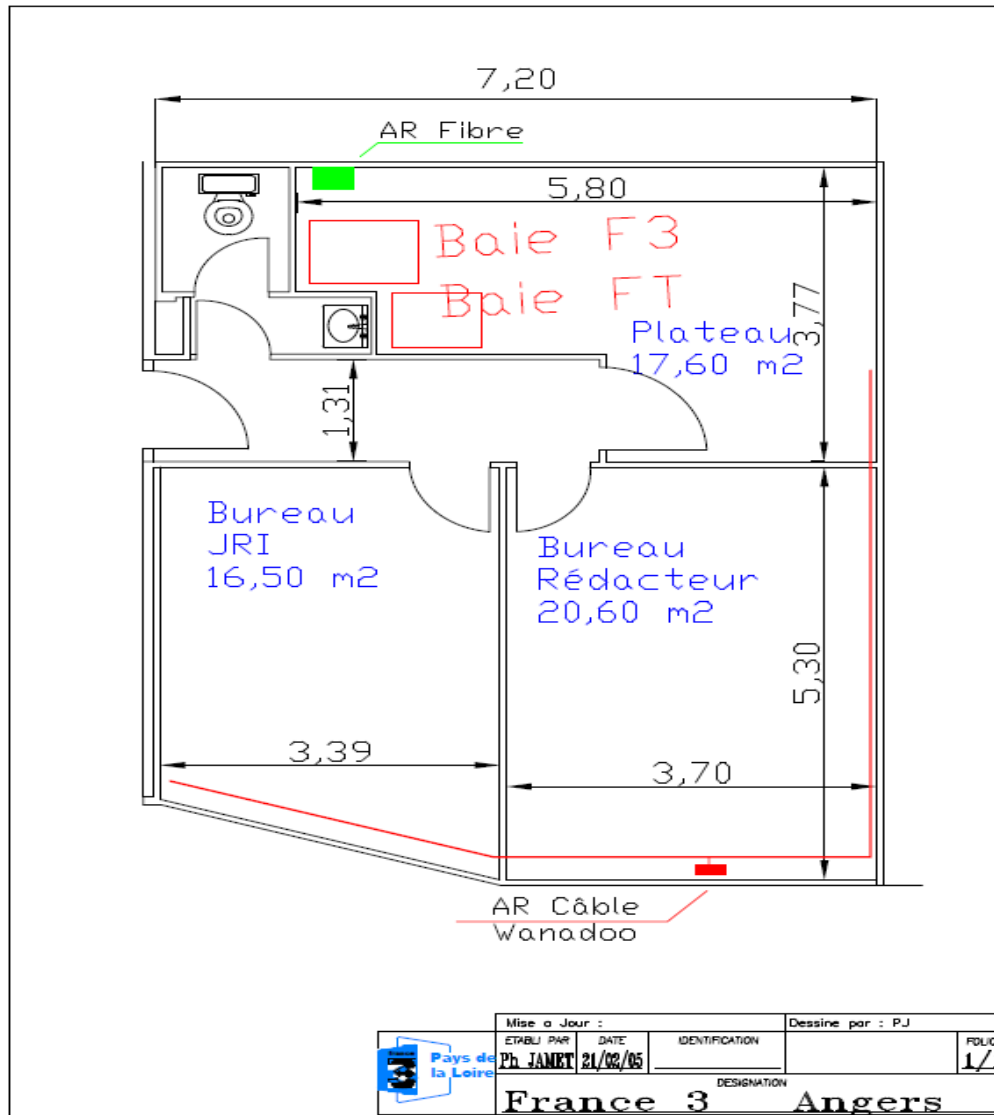 7,20
AR Fibre
5,80
Baie F3
Baie FT
3,77
Plateau
17,60 m2
1,31
Bureau
JRI
16,50 m2
Bureau
Rédacteur
20,60 m2
5,30
3,39
3,70
AR Câble
Wanadoo
Mise a Jour :
Dessine par : PJ
ETABLI PAR
DATE
IDENTIFICATION
Ph JAMET
21/02/05
1/
Pays de
la Loire
3
DESIGNATION
France 3 Angers